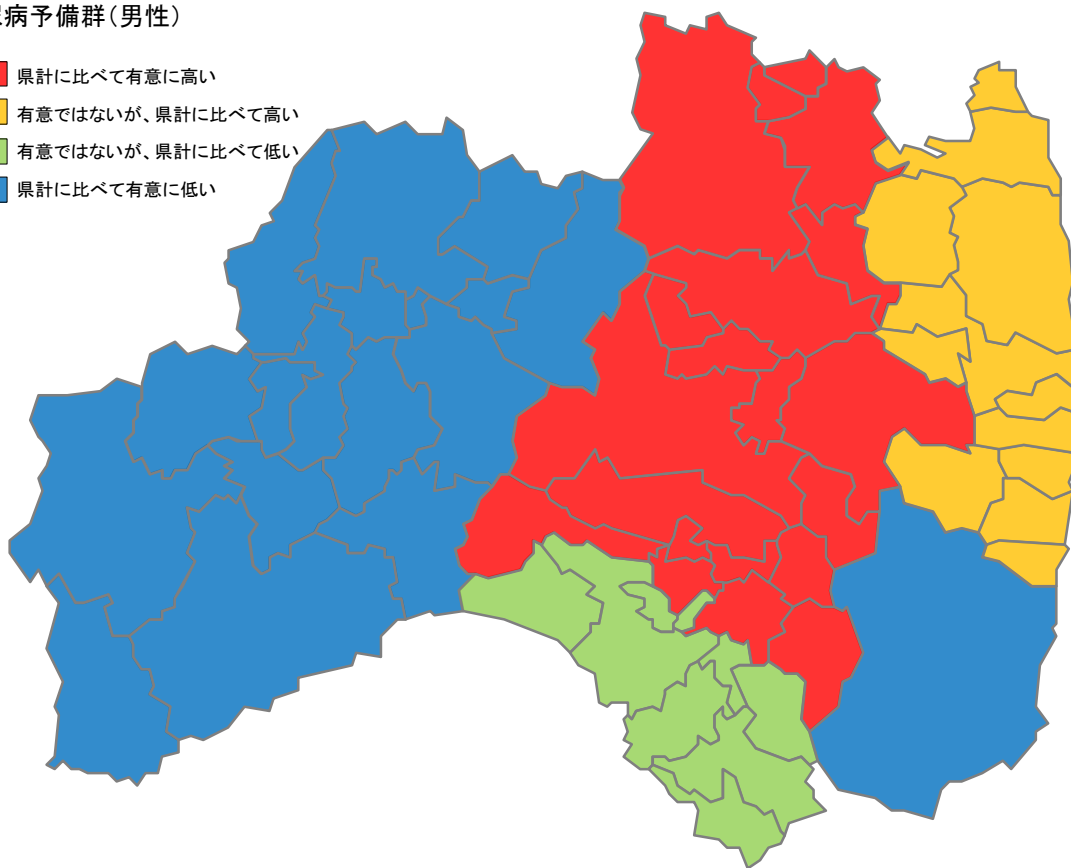 病予備群(男性)
県計に比べて有意に高い
有意ではないが、県計に比べて高い
有意ではないが、県計に比べて低い
県計に比べて有意に低い